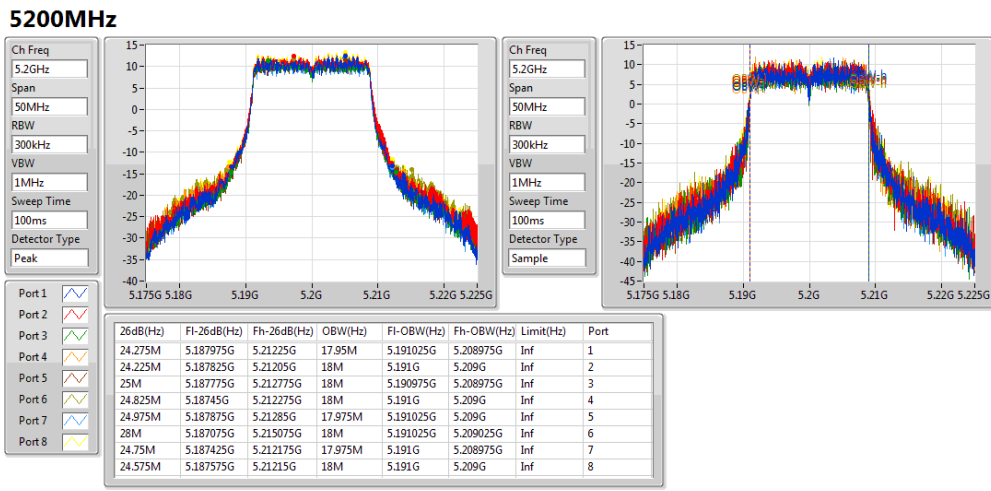 5200MHz
Ch Freq
5.2GHz
Span
50MHz
RBW
300kHz
VBW
1MHz
Sweep Time
100ms
Detector Type
Peak
15-
10-
5-
0-
-5-
-10-
-15-
-20-
-25-
-30-
-35-
-40-
5.175G 5.18G 5.19G 5.2G 5.21G 5.22G 5.225G
Ch Freq
5.2GHz
Span
50MHz
RBW
300kHz
VBW
1MHz
Sweep Time
100ms
Detector Type
Sample
15-
10-
5-
0-
-5-
-10-
-15-
-20-
-25-
-30-
-35-
-40-
-45-
5.175G 5.18G 5.19G 5.2G 5.21G 5.22G 5.225G
Port 1
Port 2
Port 3
Port 4
Port 5
Port 6
Port 7
Port 8
26dB(Hz) Fl-26dB(Hz) Fh-26dB(Hz) OBW(Hz) Fl-OBW(Hz) Fh-OBW(Hz) Limit(Hz) Port
24.275M 5.187975G 5.21225G 17.95M 5.191025G 5.208975G Inf 1
24.225M 5.187825G 5.21205G 18M 5.191G 5.209G Inf 2
25M 5.187775G 5.212775G 18M 5.190975G 5.208975G Inf 3
24.825M 5.18745G 5.212275G 18M 5.191G 5.209G Inf 4
24.975M 5.187875G 5.21285G 17.975M 5.191025G 5.209G Inf 5
28M 5.187075G 5.215075G 18M 5.191025G 5.209025G Inf 6
24.75M 5.187425G 5.212175G 17.975M 5.191G 5.208975G Inf 7
24.575M 5.187575G 5.21215G 18M 5.191G 5.209G Inf 8